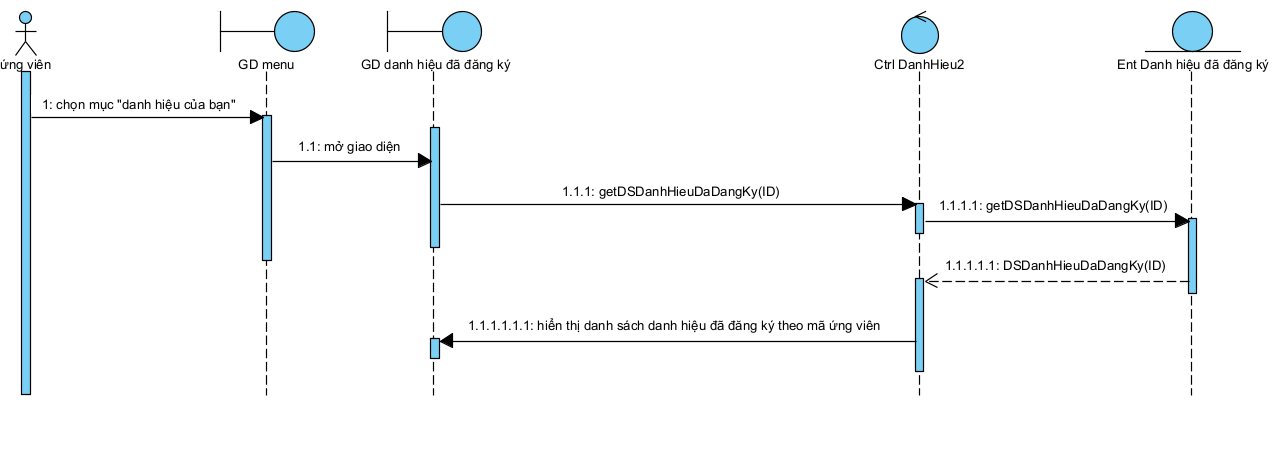 ứng viên
GD menu
GD danh hiệu đã đăng ký
Ctrl DanhHieu2
Ent Danh hiệu đã đăng ký
1: chọn mục "danh hiệu của bạn"
1.1: mở giao diện
1.1.1: getDSDanhHieuDaDangKy(ID)
1.1.1.1: getDSDanhHieuDaDangKy(ID)
1.1.1.1.1: DSDanhHieuDaDangKy(ID)
1.1.1.1.1.1: hiển thị danh sách danh hiệu đã đăng ký theo mã ứng viên